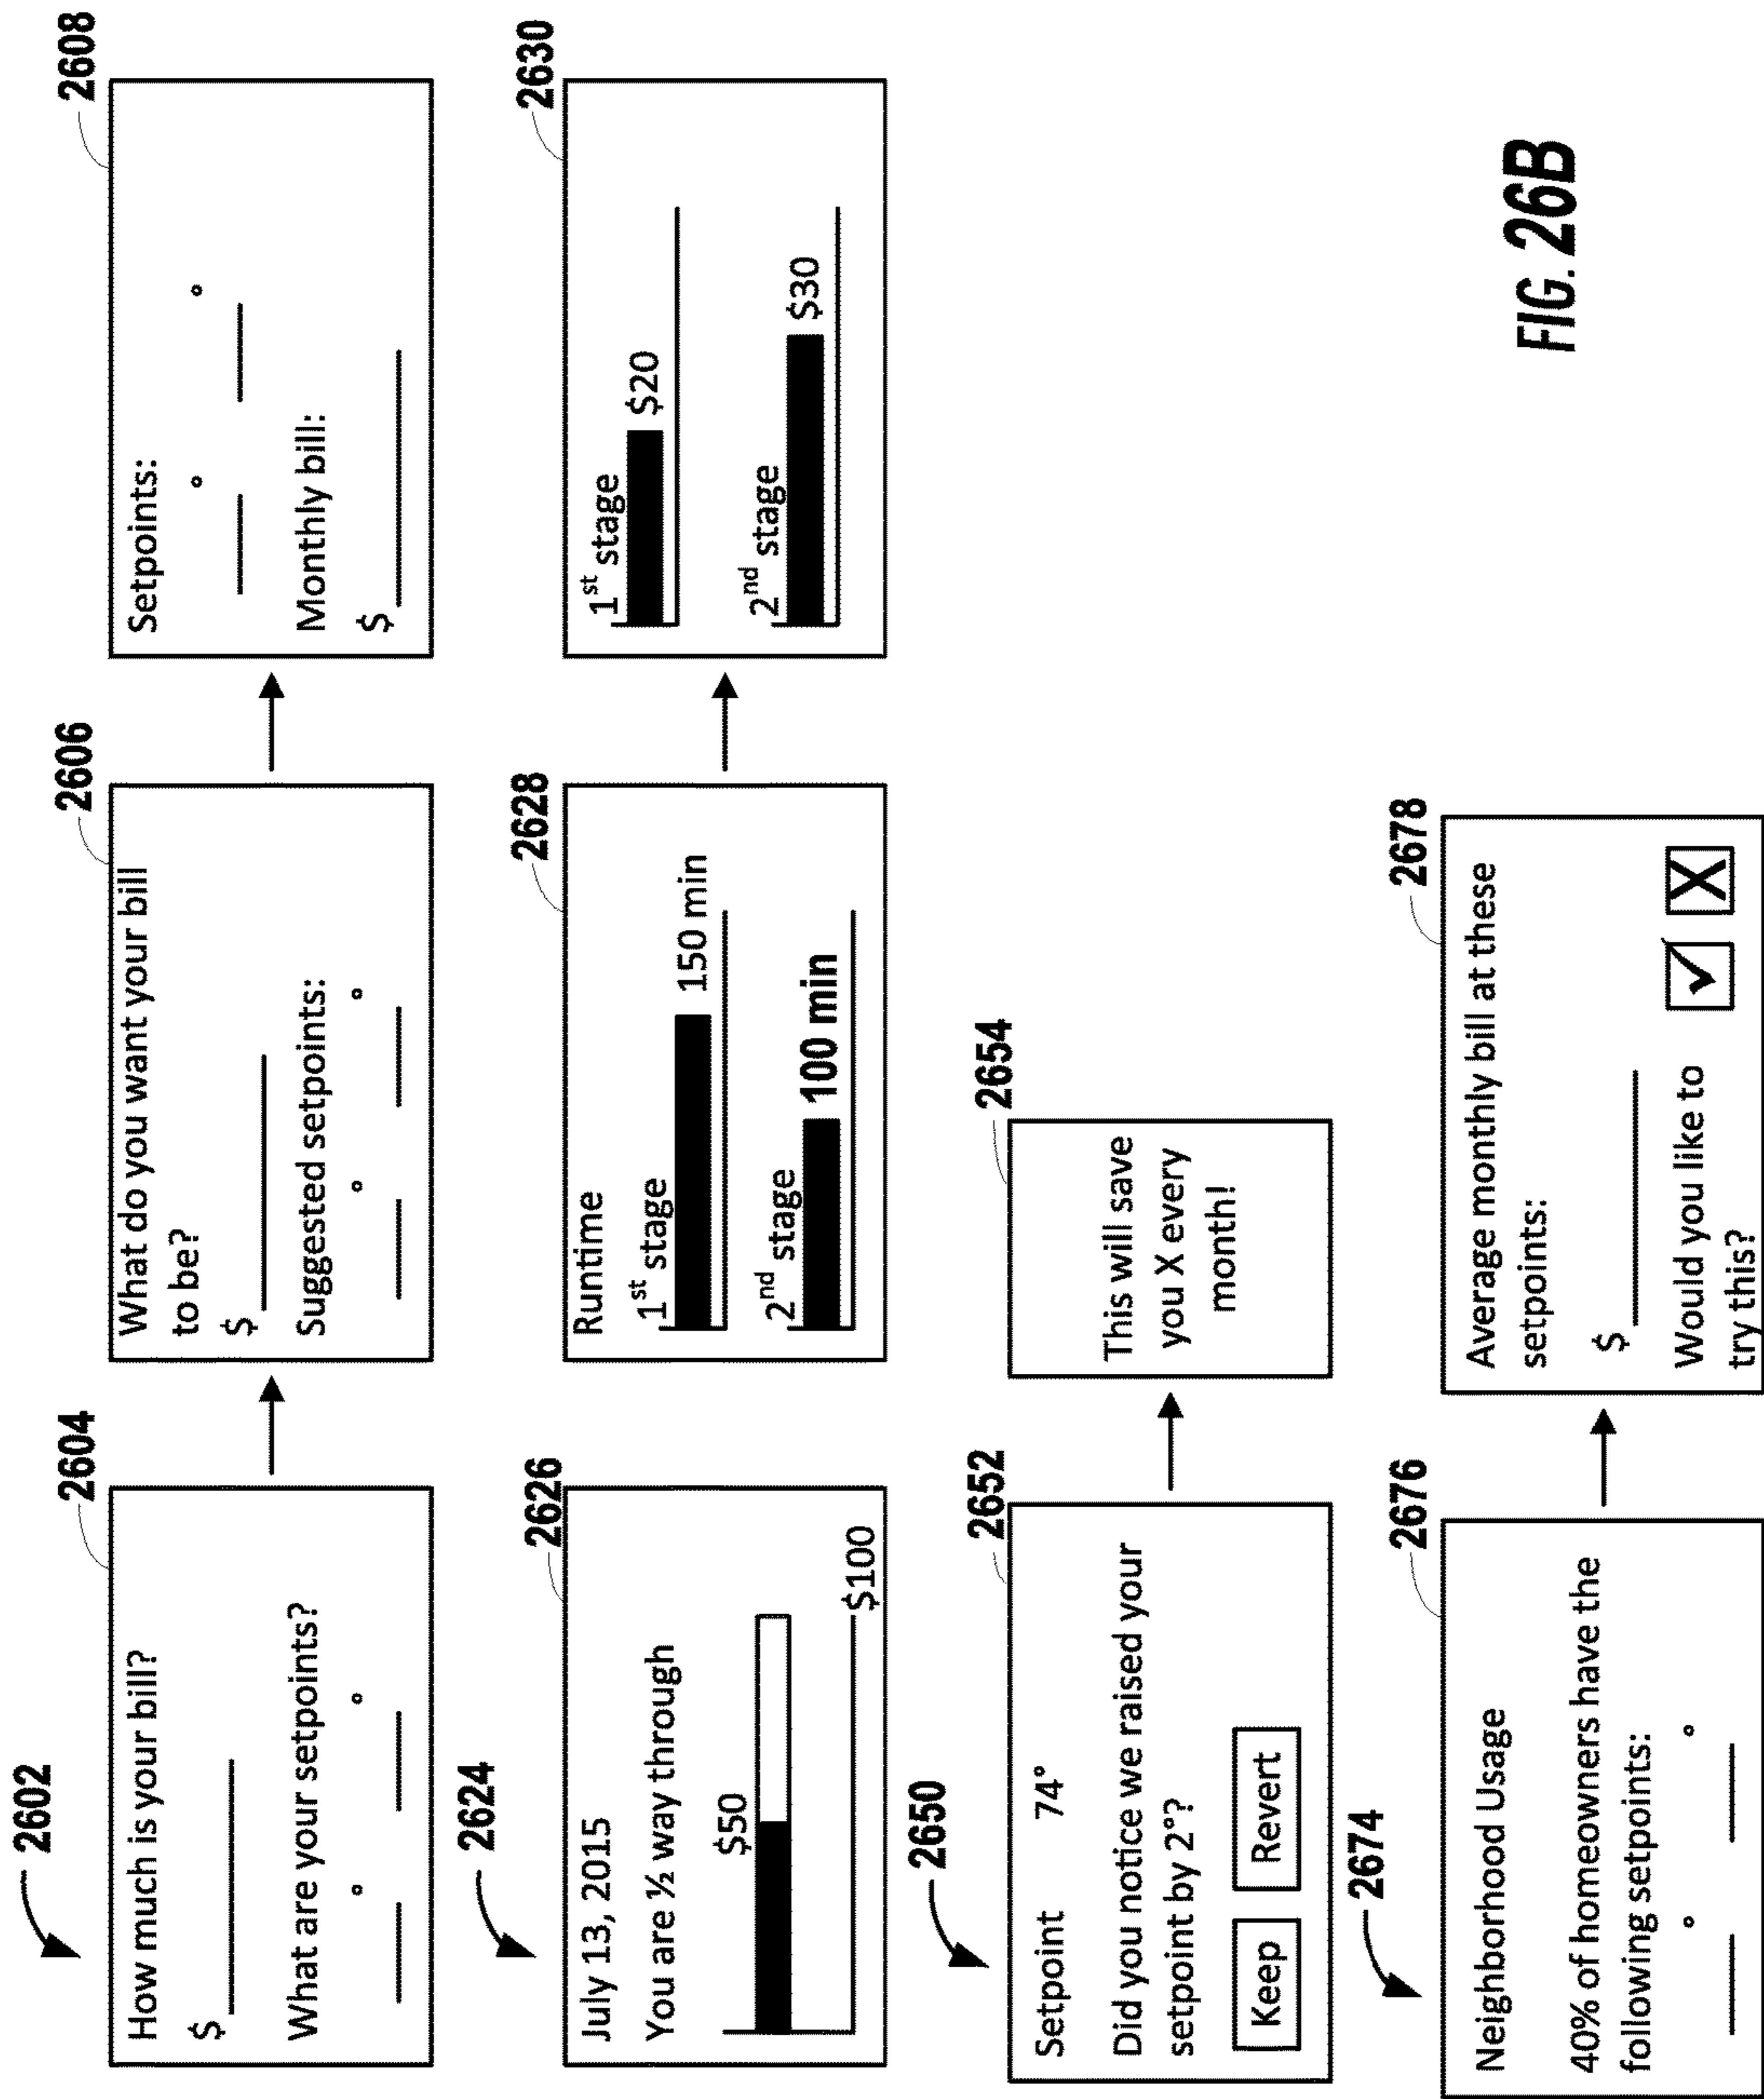 2602
2604
How much is your bill?
$
What are your setpoints?
° °
2606
What do you want your bill
to be?
$
Suggested setpoints:
° °
2608
Setpoints:
° °
Monthly bill:
$
2624
2626
July 13, 2015
You are ½ way through
$50
$100
2628
Runtime
1st stage
150 min
2nd stage
100 min
2630
1st stage
$20
2nd stage
$30
2650
2652
Setpoint 74°
Did you notice we raised your
setpoint by 2°?
Keep Revert
2654
This will save
you X every
month!
2674
2676
Neighborhood Usage
40% of homeowners have the
following setpoints:
° °
2678
Average monthly bill at these
setpoints:
$
Would you like to
try this?
✓ X
FIG. 26B